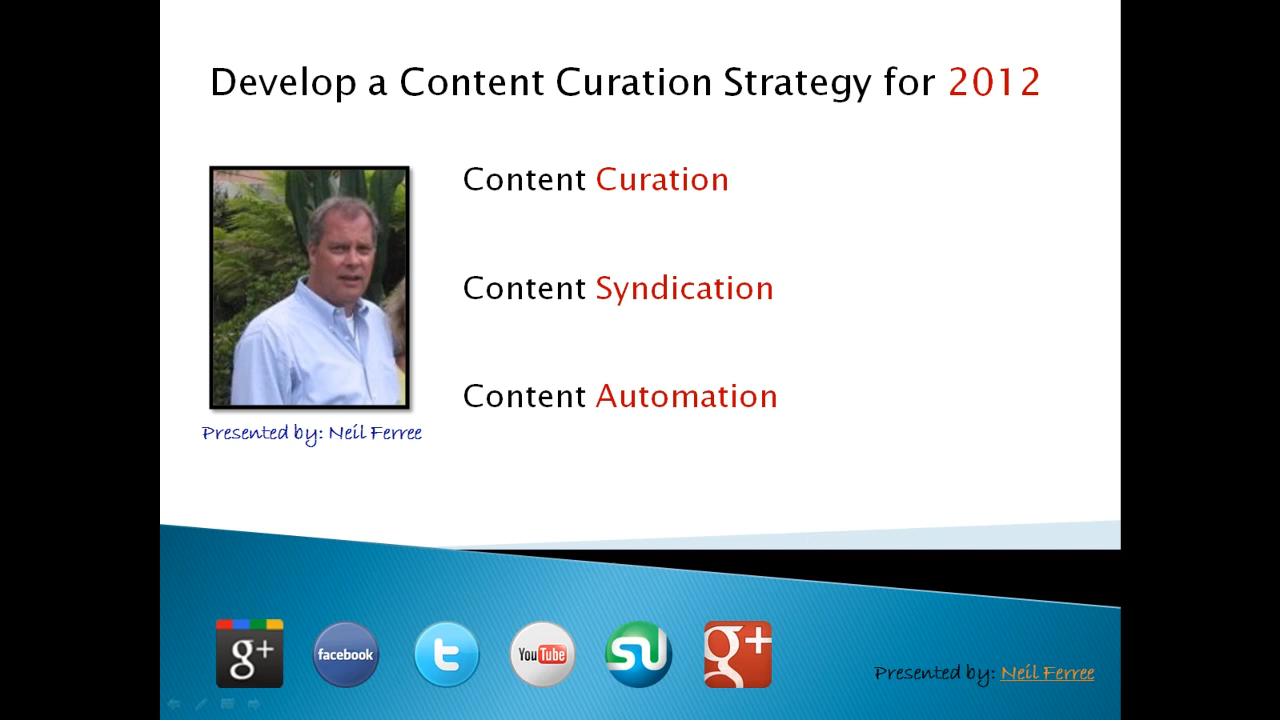 Develop a Content Curation Strategy for 2012
Content Curation
Content Syndication
Content Automation
Presented by: Neil Ferree
g+
facebook
t
You Tube
SU
g+
Presented by: Neil Ferree